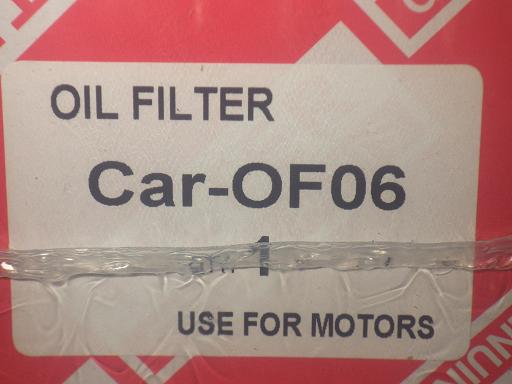 OIL FILTER
Car-OF06
1
USE FOR MOTORS